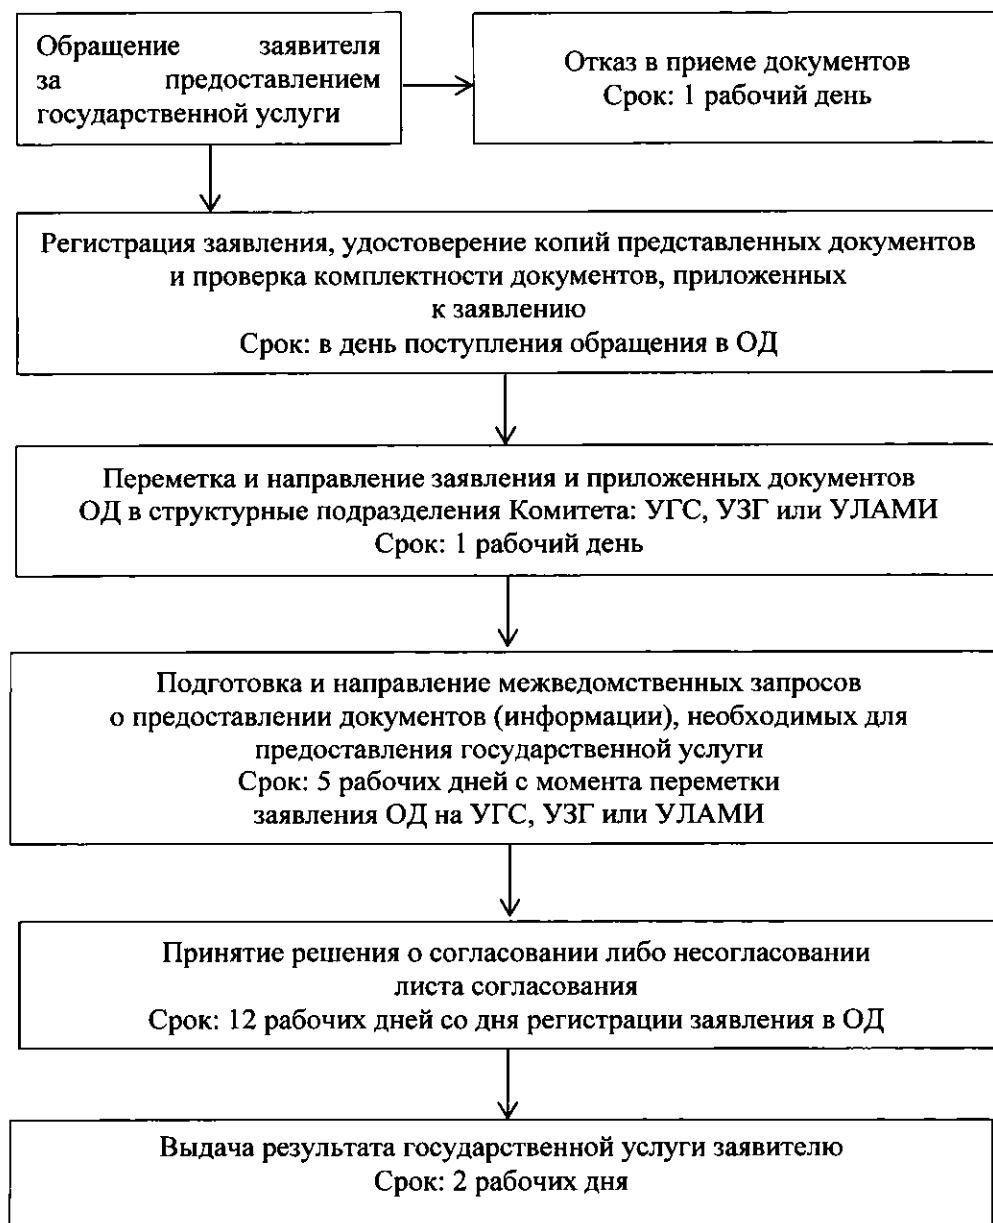 Обращение заявителя
за предоставлением
государственной услуги
Отказ в приеме документов
Срок: 1 рабочий день
Регистрация заявления, удостоверение копий представленных документов
и проверка комплектности документов, приложенных
к заявлению
Срок: в день поступления обращения в ОД
Переметка и направление заявления и приложенных документов
ОД в структурные подразделения Комитета: УГС, УЗГ или УЛАМИ
Срок: 1 рабочий день
Подготовка и направление межведомственных запросов
о предоставлении документов (информации), необходимых для
предоставления государственной услуги
Срок: 5 рабочих дней с момента переметки
заявления ОД на УГС, УЗГ или УЛАМИ
Принятие решения о согласовании либо несогласовании
листа согласования
Срок: 12 рабочих дней со дня регистрации заявления в ОД
Выдача результата государственной услуги заявителю
Срок: 2 рабочих дня